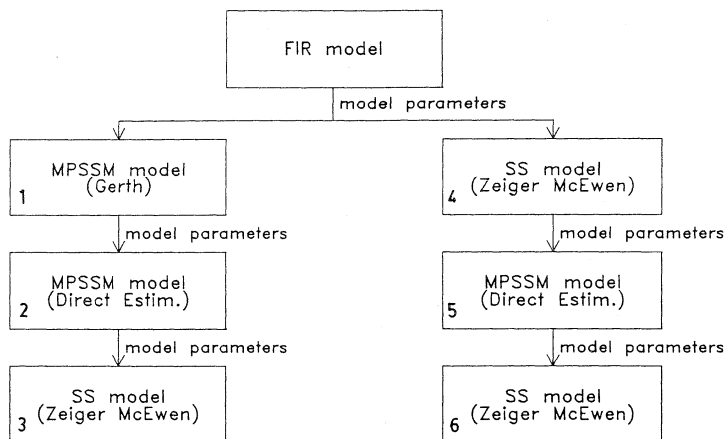 FIR model
model parameters
MPSSM model
(Gerth)
1
SS model
(Zeiger McEwen)
4
model parameters
model parameters
MPSSM model
(Direct Estim.)
2
MPSSM model
(Direct Estim.)
5
model parameters
model parameters
SS model
(Zeiger McEwen)
3
SS model
(Zeiger McEwen)
6